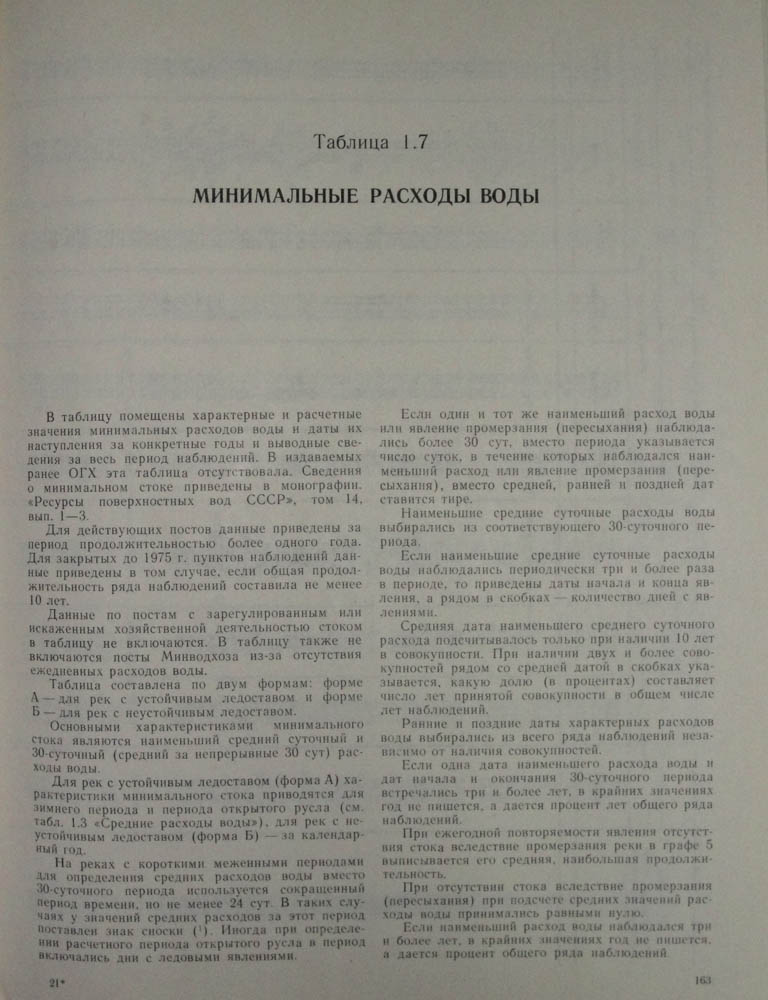 Таблица 1.7
МИНИМАЛЬНЫЕ РАСХОДЫ ВОДЫ
В таблицу помещены характерные и расчетные
значения минимальных расходов воды и даты их
наступления за конкретные годы и выводные све-
дения за весь период наблюдений. В издаваемых
ранее ОГХ эта таблица отсутствовала. Сведения
о минимальном стоке приведены в монографии.
«Ресурсы поверхностных вод СССР», том 14,
вып. 1—3.
Для действующих постов данные приведены за
период продолжительностью более одного года.
Для закрытых до 1975 г. пунктов наблюдений дан-
ные приведены в том случае, если общая продол-
жительность ряда наблюдений составила не менее
10 лет.
Данные по постам с зарегулированным или
искаженным хозяйственной деятельностью стоком
в таблицу не включаются. В таблицу также не
включаются посты Минводхоза из-за отсутствия
ежедневных расходов воды.
Таблица составлена по двум формам: форме
А — для рек с устойчивым ледоставом и форме
Б — для рек с неустойчивым ледоставом.
Основными характеристиками минимального
стока являются наименьший средний суточный и
30-суточный (средний за непрерывные 30 сут) рас-
ходы воды.
Для рек с устойчивым ледоставом (форма А) ха-
рактеристики минимального стока приводятся для
зимнего периода и периода открытого русла (см.
табл. 1.3 «Средние расходы воды»), для рек с не-
устойчивым ледоставом (форма Б) — за календар-
ный год.
На реках с короткими меженными периодами
для определения средних расходов воды вместо
30-суточного периода используется сокращенный
период времени, но не менее 24 сут. В таких слу-
чаях у значений средних расходов за этот период
поставлен знак сноски (¹). Иногда при определе-
нии расчетного периода открытого русла в период
включались дни с ледовыми явлениями.
21*
Если один и тот же наименьший расход воды
или явление промерзания (пересыхания) наблюда-
лись более 30 сут, вместо периода указывается
число суток, в течение которых наблюдался наи-
меньший расход или явление промерзания (пере-
сыхания), вместо средней, ранней и поздней дат
ставится тире.
Наименьшие средние суточные расходы воды
выбирались из соответствующего 30-суточного пе-
риода.
Если наименьшие средние суточные расходы
воды наблюдались периодически три и более раза
в периоде, то приведены даты начала и конца яв-
ления, а рядом в скобках — количество дней с яв-
лениями.
Средняя дата наименьшего среднего суточного
расхода подсчитывалось только при наличии 10 лет
в совокупности. При наличии двух и более сово-
купностей рядом со средней датой в скобках ука-
зывается, какую долю (в процентах) составляет
число лет принятой совокупности в общем числе
лет наблюдений.
Ранние и поздние даты характерных расходов
воды выбирались из всего ряда наблюдений неза-
висимо от наличия совокупностей.
Если одна дата наименьшего расхода воды и
дат начала и окончания 30-суточного периода
встречались три и более лет, в крайних значениях
год не пишется, а дается процент лет общего ряда
наблюдений.
При ежегодной повторяемости явления отсутст-
вия стока вследствие промерзания реки в графе 5
выписывается его средняя, наибольшая продолжи-
тельность.
При отсутствии стока вследствие промерзания
(пересыхания) при подсчете средних значений рас-
ходы воды принимались равными нулю.
Если наименьший расход воды наблюдался три
и более лет, в крайних значениях год не пишется,
а дается процент общего ряда наблюдений.
163